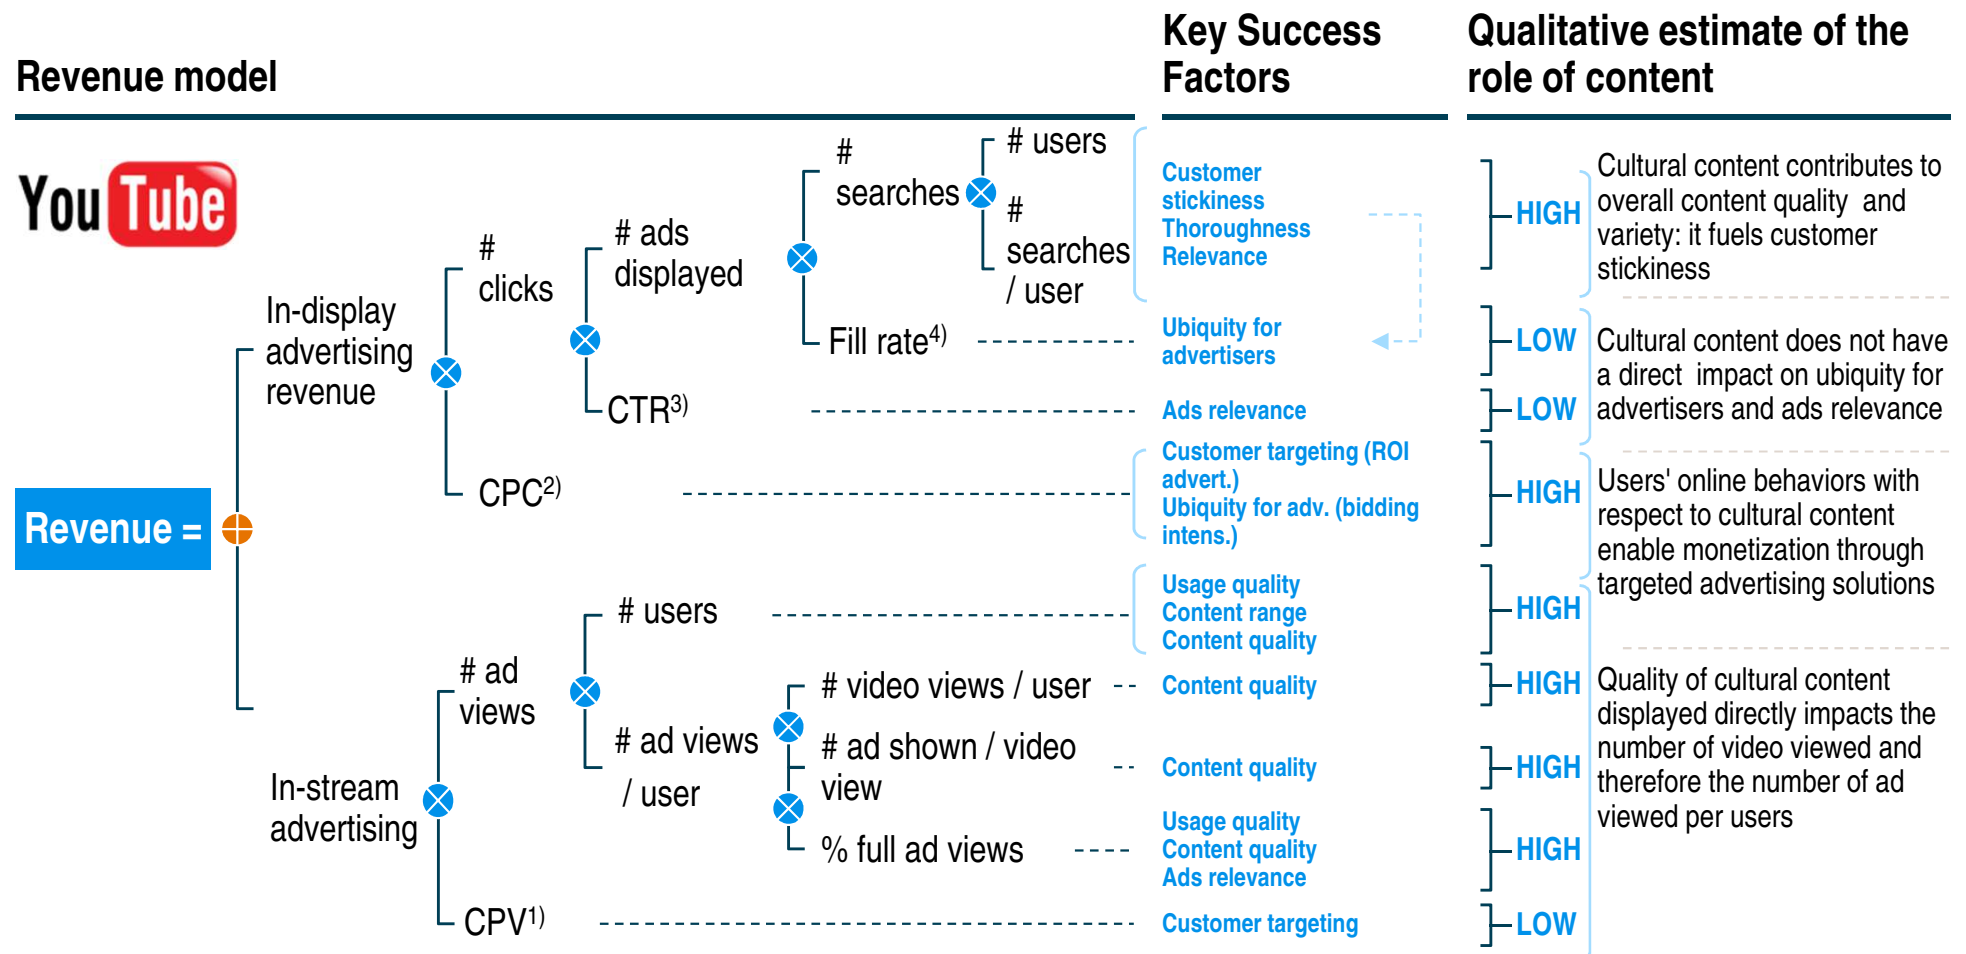 Revenue model
Key Success
Factors
Qualitative estimate of the
role of content
YouTube
Revenue =
In-display
advertising
revenue
#
clicks
# ads
displayed
#
searches
# users
#
searches
/ user
Fill rate4)
CTR3)
CPC2)
In-stream
advertising
# ad
views
# users
# ad views
/ user
# video views / user
# ad shown / video
view
% full ad views
CPV1)
Customer
stickiness
Thoroughness
Relevance
Ubiquity for
advertisers
Ads relevance
Customer targeting (ROI
advert.)
Ubiquity for adv. (bidding
intens.)
Usage quality
Content range
Content quality
Content quality
Content quality
Usage quality
Content quality
Ads relevance
Customer targeting
HIGH
LOW
LOW
HIGH
HIGH
HIGH
HIGH
HIGH
LOW
Cultural content contributes to
overall content quality and
variety: it fuels customer
stickiness
Cultural content does not have
a direct impact on ubiquity for
advertisers and ads relevance
Users' online behaviors with
respect to cultural content
enable monetization through
targeted advertising solutions
Quality of cultural content
displayed directly impacts the
number of video viewed and
therefore the number of ad
viewed per users